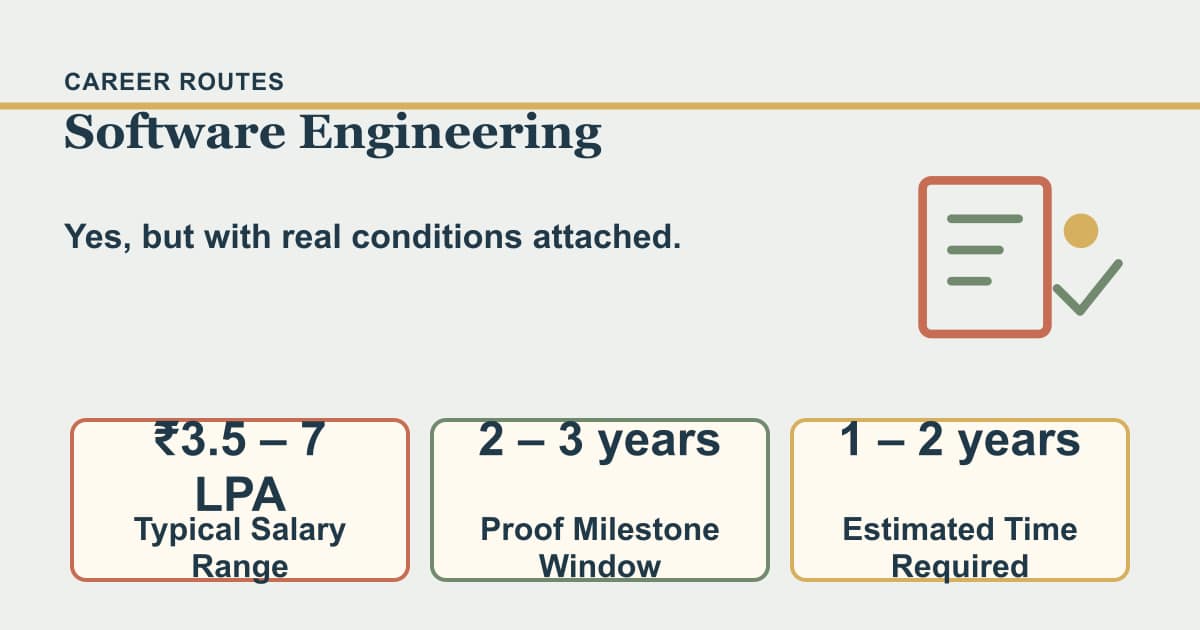 CAREER ROUTES
Software Engineering
Yes, but with real conditions attached.
₹3.5 – 7
LPA
Typical Salary
Range
2 – 3 years
Proof Milestone
Window
1 – 2 years
Estimated Time
Required